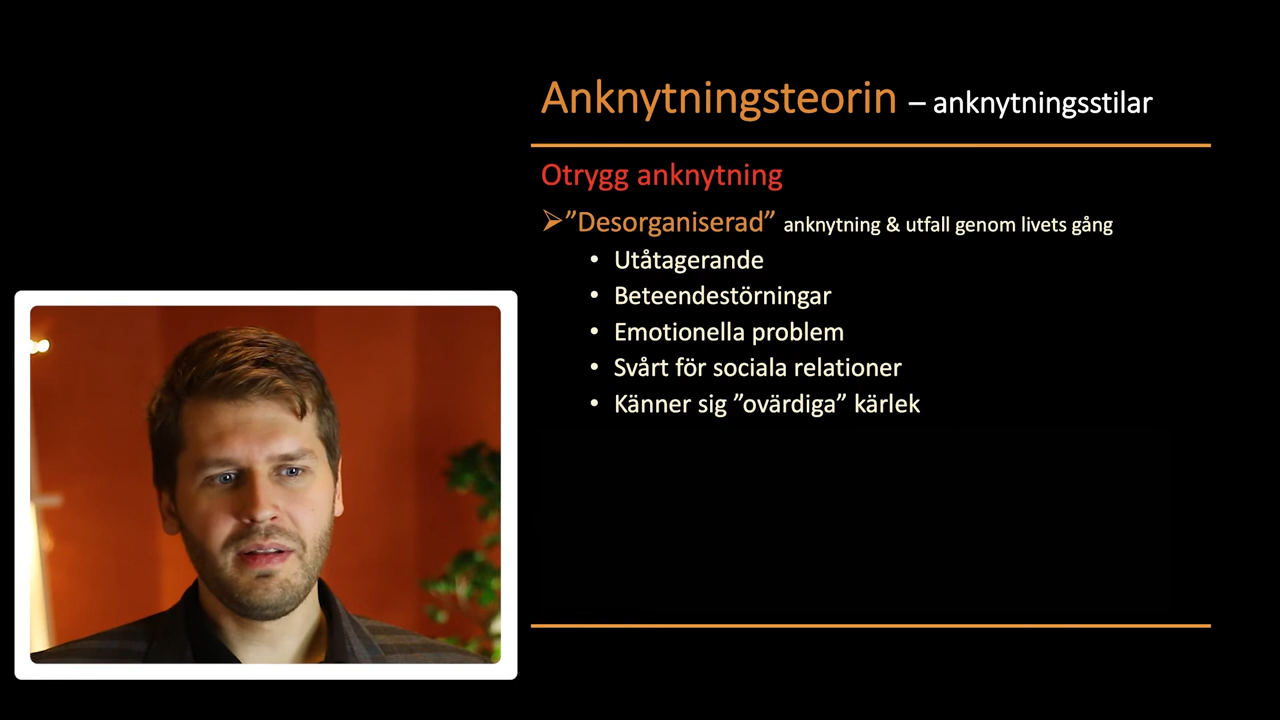 Anknytningsteorin – anknytningsstilar
Otrygg anknytning
➢”Desorganiserad” anknytning & utfall genom livets gång
• Utåtagerande
• Beteendestörningar
• Emotionella problem
• Svårt för sociala relationer
• Känner sig ”ovärdiga” kärlek